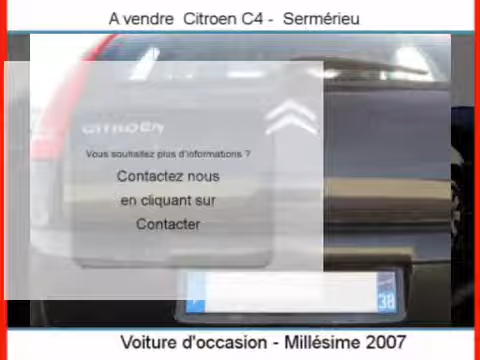 A vendre Citroen C4 - Sermérieu
CITROËN
Vous souhaitez plus d'informations ?
Contactez nous
en cliquant sur
Contacter
F
38
Voiture d'occasion - Millésime 2007